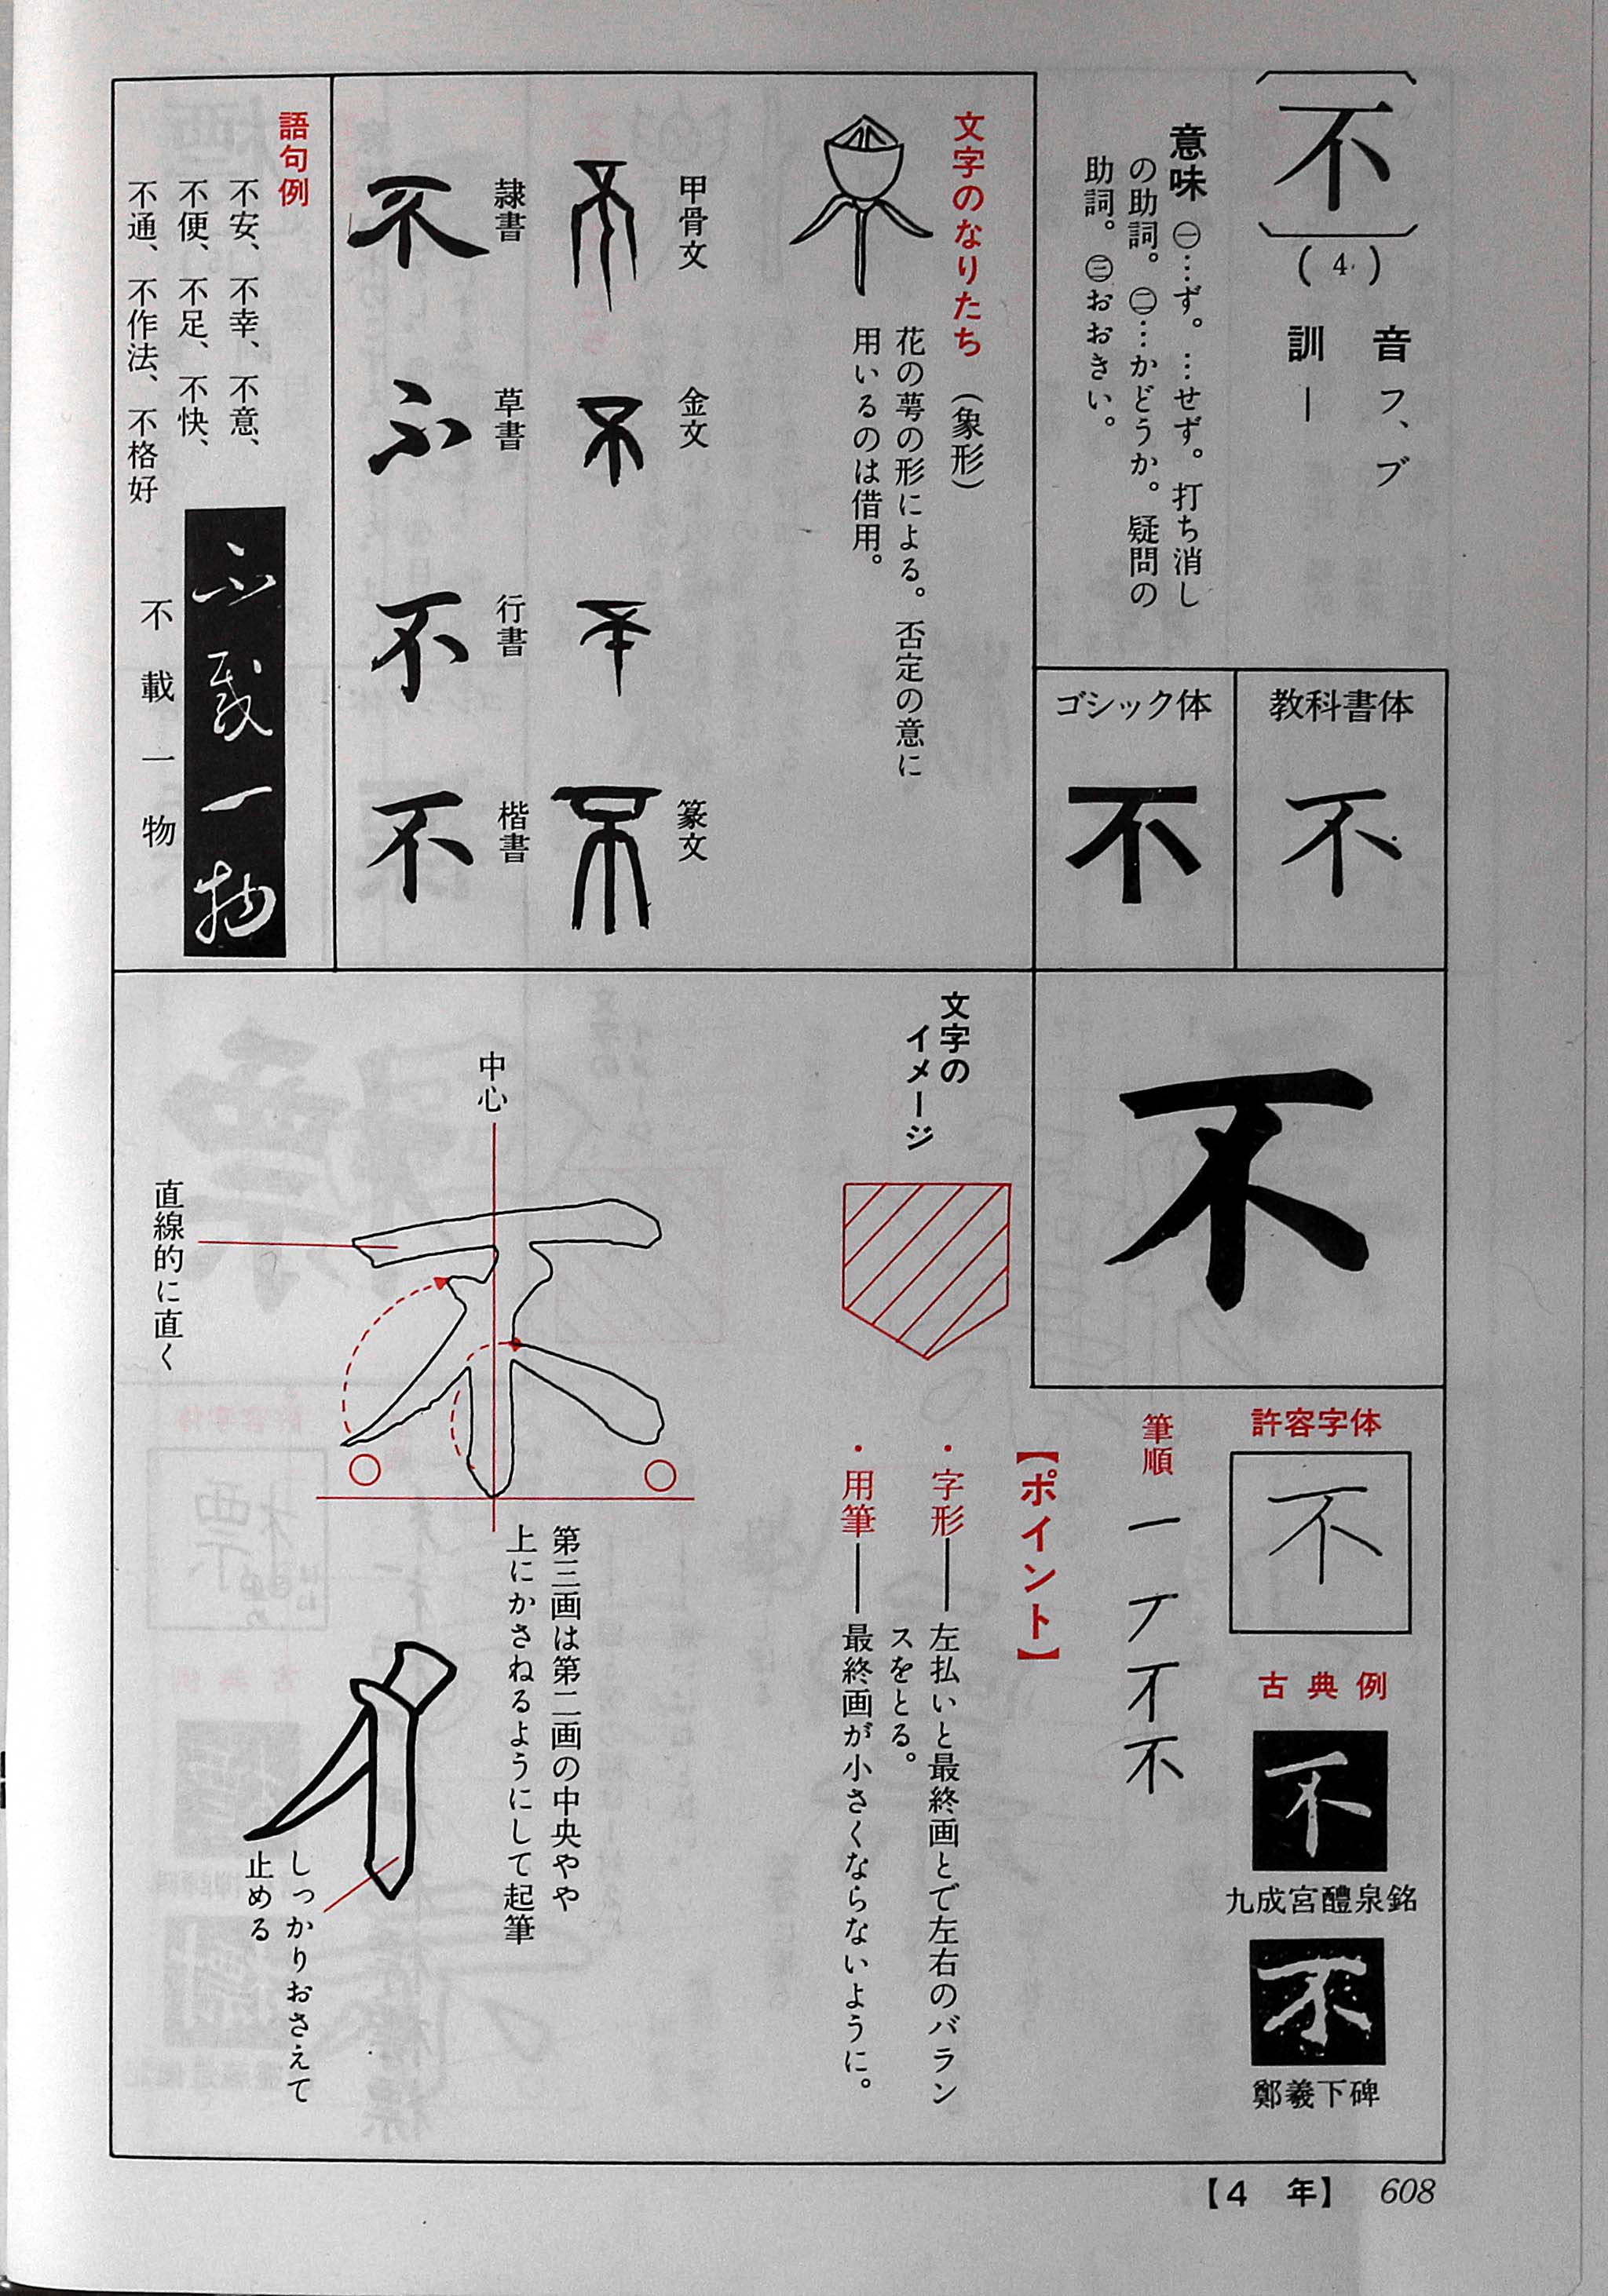 不
(4)
音 フ、ブ
訓 ―
意味 ㊀…ず。…せず。打ち消し
の助詞。㊁…かどうか。疑問の
助詞。㊂おおきい。
教科書体
不
ゴシック体
不
文字のなりたち (象形)
花の萼の形による。否定の意に
用いるのは借用。
甲骨文
金文
篆文
隷書
草書
行書
楷書
不
不
不
不
語句例
不安、不幸、不意、
不便、不足、不快、
不通、不作法、不格好
不載一物
不載一物
不
文字の
イメージ
中心
直線的に直く
許容字体
不
古典例
不
九成宮醴泉銘
不
鄭羲下碑
筆順
一 ア 不
【ポイント】
・字形――左払いと最終画とで左右のバラン
スをとる。
・用筆――最終画が小さくならないように。
第三画は第二画の中央やや
上にかさねるようにして起筆
しっかりおさえて
止める
【4 年】 608